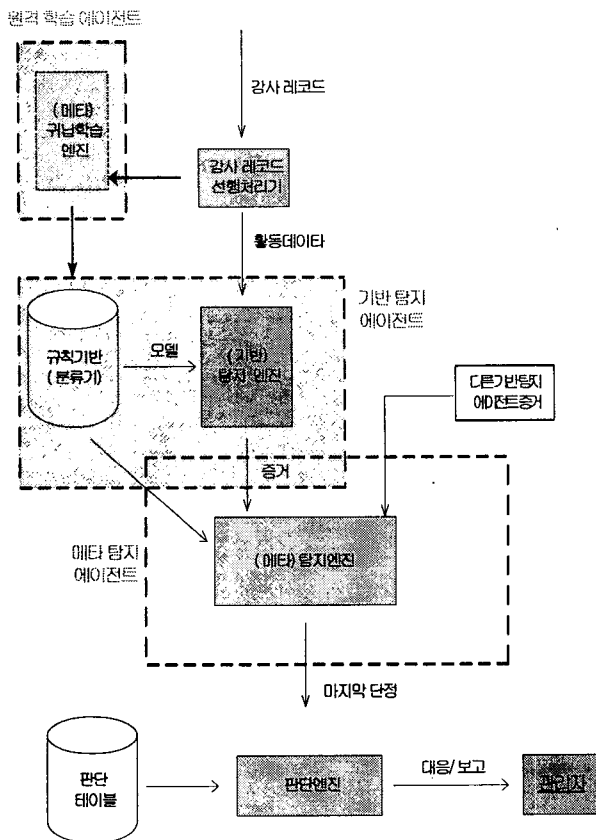 원격 학습 에이전트
감사 레코드
(메타)
귀납학습
엔진
감사 레코드
선행처리기
활동데이타
기반 탐지
에이전트
규칙기반
(분류기)
모델
(기반)
탐지 엔진
다른기반탐지
에이전트증거
증거
메타 탐지
에이전트
(메타) 탐지엔진
마지막 단정
판단
테이블
판단엔진
대응/보고
관리자